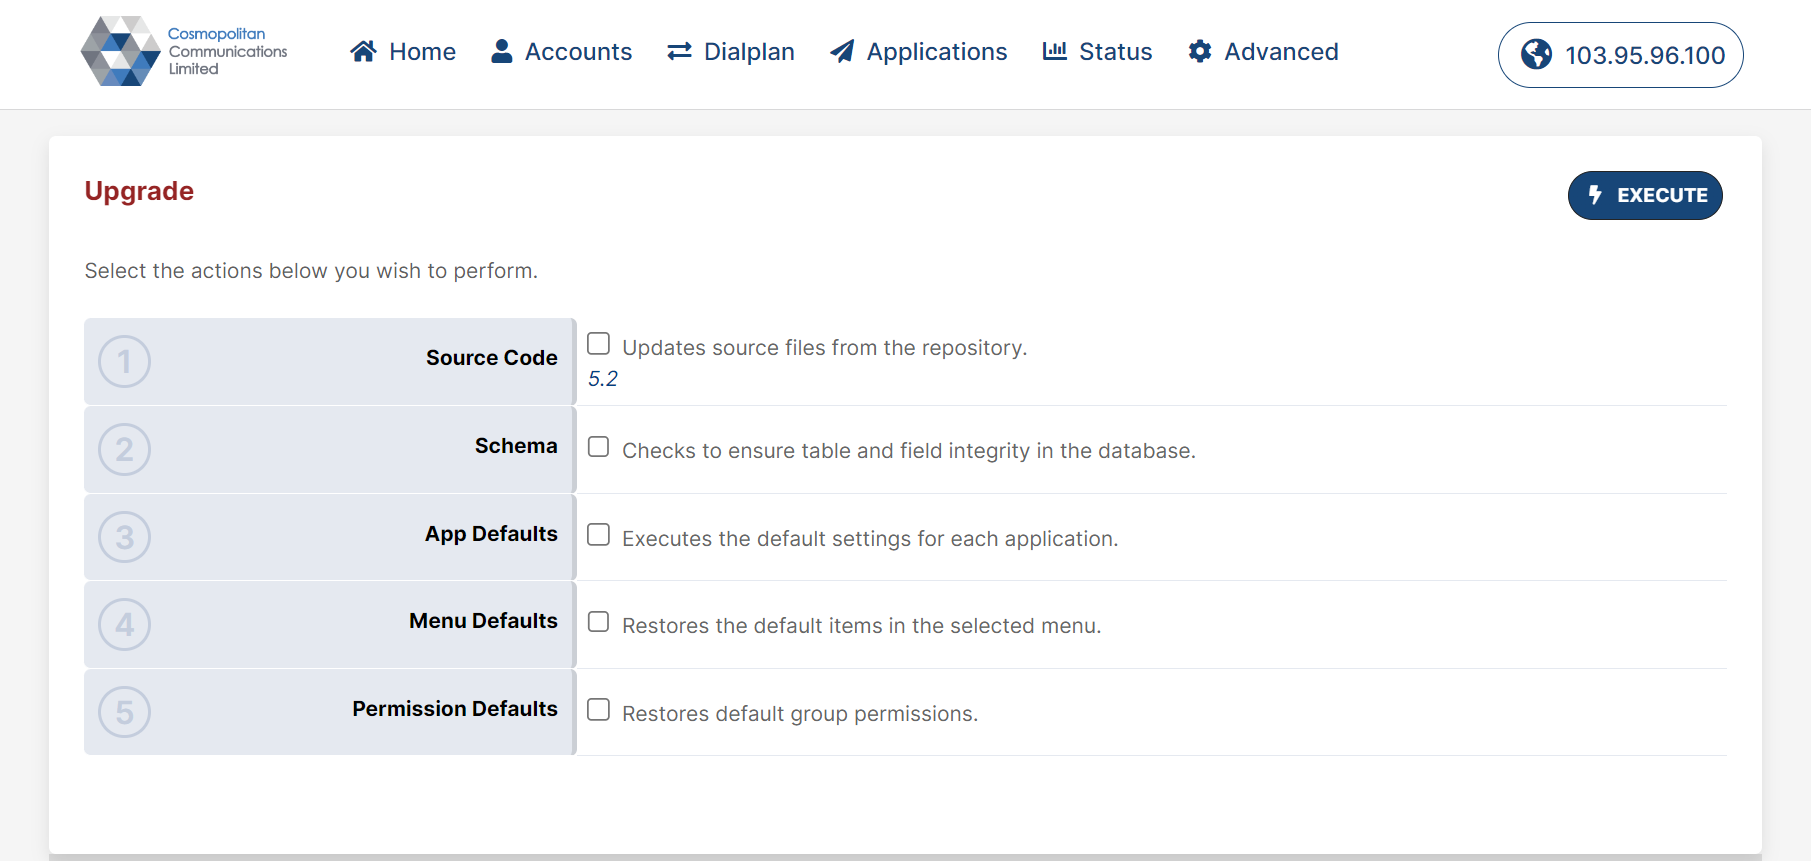 Cosmopolitan
Communications
Limited
Home
Accounts
Dialplan
Applications
Status
Advanced
103.95.96.100
Upgrade
EXECUTE
Select the actions below you wish to perform.
1
Source Code
Updates source files from the repository.
5.2
2
Schema
Checks to ensure table and field integrity in the database.
3
App Defaults
Executes the default settings for each application.
4
Menu Defaults
Restores the default items in the selected menu.
5
Permission Defaults
Restores default group permissions.